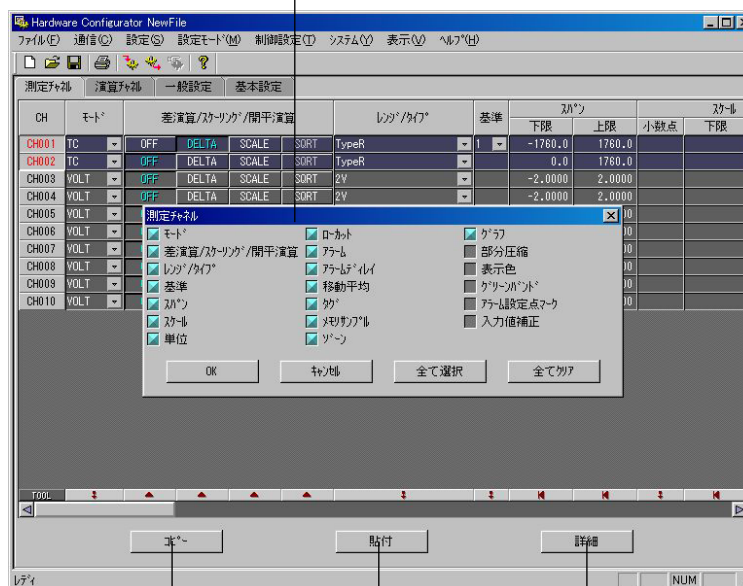 Hardware Configurator NewFile
ﾌｧｲﾙ(F) 通信(C) 設定(S) 設定ﾓｰﾄﾞ(M) 制御設定(T) ｼｽﾃﾑ(Y) 表示(V) ﾍﾙﾌﾟ(H)
測定ﾁｬﾈﾙ 演算ﾁｬﾈﾙ 一般設定 基本設定
CH ﾓｰﾄﾞ 差演算/ｽｹｰﾘﾝｸﾞ/開平演算 ﾚﾝｼﾞ/ﾀｲﾌﾟ 基準 ｽﾊﾟﾝ ｽｹｰﾙ
下限 上限 小数点 下限
CH001 TC OFF DELTA SCALE SQRT TypeR 1 -1760.0 1760.0
CH002 TC OFF DELTA SCALE SQRT TypeR 0.0 1760.0
CH003 VOLT OFF DELTA SCALE SQRT 2V -2.0000 2.0000
CH004 VOLT OFF DELTA SCALE SQRT 2V -2.0000 2.0000
CH005 VOLT
CH006 VOLT
CH007 VOLT
CH008 VOLT
CH009 VOLT
CH010 VOLT
測定ﾁｬﾈﾙ
ﾓｰﾄﾞ ﾛｰｶｯﾄ ｸﾞﾗﾌ
差演算/ｽｹｰﾘﾝｸﾞ/開平演算 ｱﾗｰﾑ 部分圧縮
ﾚﾝｼﾞ/ﾀｲﾌﾟ ｱﾗｰﾑﾃﾞｨﾚｲ 表示色
基準 移動平均 ｸﾞﾘｰﾝﾊﾞﾝﾄﾞ
ｽﾊﾟﾝ ﾀｸﾞ ｱﾗｰﾑ設定点ﾏｰｸ
ｽｹｰﾙ ﾒﾓﾘｻﾝﾌﾟﾙ 入力値補正
単位 ｿﾞｰﾝ
OK ｷｬﾝｾﾙ 全て選択 全てｸﾘｱ
TOOL
ｺﾋﾟｰ 貼付 詳細
ﾚﾃﾞｨ NUM